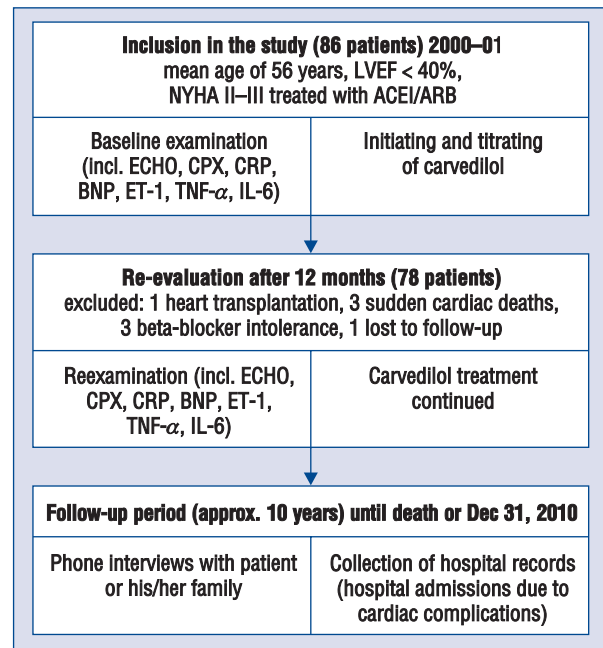 Inclusion in the study (86 patients) 2000–01
mean age of 56 years, LVEF < 40%,
NYHA II–III treated with ACEI/ARB
Baseline examination
(incl. ECHO, CPX, CRP,
BNP, ET-1, TNF-α, IL-6)
Initiating and titrating
of carvedilol
Re-evaluation after 12 months (78 patients)
excluded: 1 heart transplantation, 3 sudden cardiac deaths,
3 beta-blocker intolerance, 1 lost to follow-up
Reexamination (incl. ECHO,
CPX, CRP, BNP, ET-1,
TNF-α, IL-6)
Carvedilol treatment
continued
Follow-up period (approx. 10 years) until death or Dec 31, 2010
Phone interviews with patient
or his/her family
Collection of hospital records
(hospital admissions due to
cardiac complications)